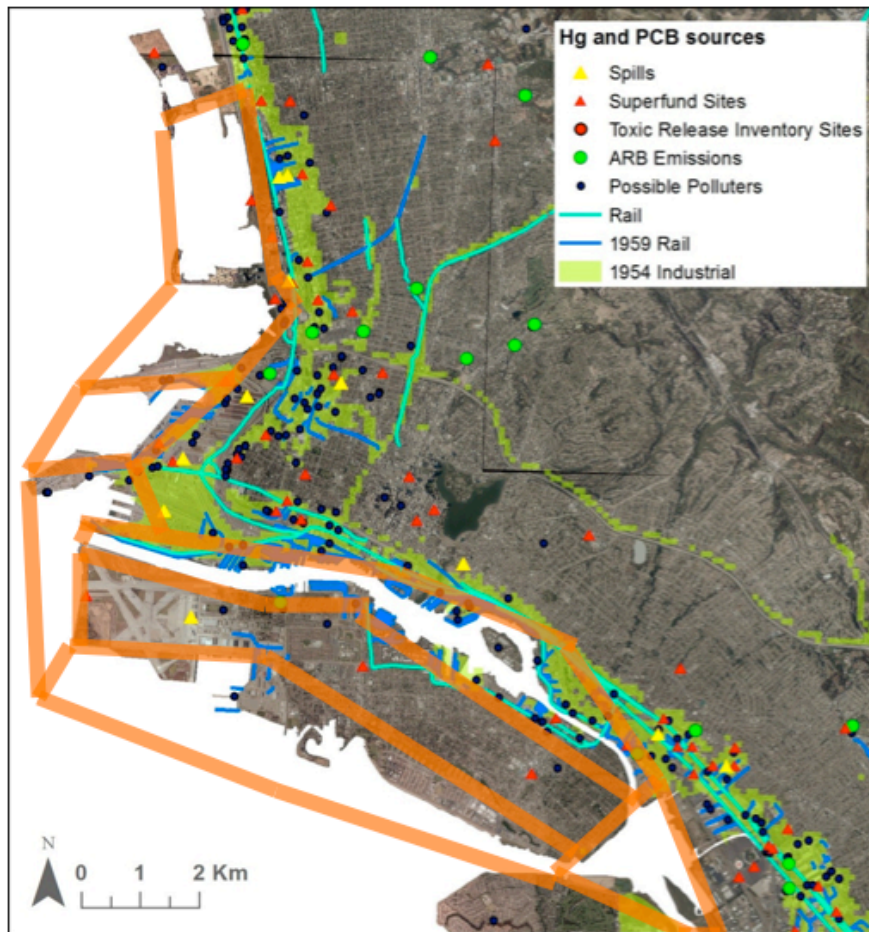 Hg and PCB sources
Spills
Superfund Sites
Toxic Release Inventory Sites
ARB Emissions
Possible Polluters
Rail
1959 Rail
1954 Industrial
N
0 1 2 Km